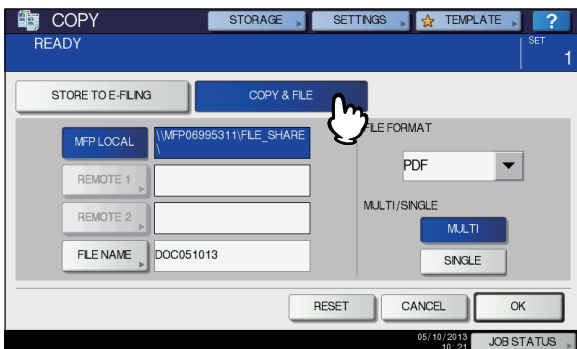 COPY
STORAGE
SETTINGS
TEMPLATE
?
READY
SET
1
STORE TO E-FILING
COPY & FILE
MFP LOCAL
\\MFP06995311\FILE_SHARE
\
REMOTE 1
REMOTE 2
FILE NAME
DOC051013
FILE FORMAT
PDF
MULTI/SINGLE
MULTI
SINGLE
RESET
CANCEL
OK
05/10/2013
10:21
JOB STATUS